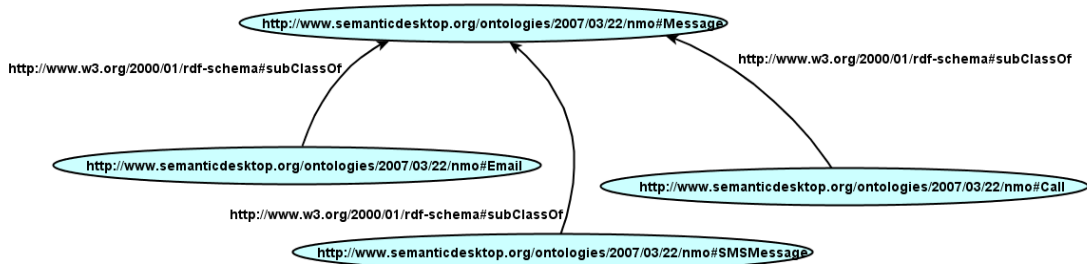 http://www.semanticdesktop.org/ontologies/2007/03/22/nmo#Message
http://www.w3.org/2000/01/rdf-schema#subClassOf
http://www.w3.org/2000/01/rdf-schema#subClassOf
http://www.semanticdesktop.org/ontologies/2007/03/22/nmo#Email
http://www.semanticdesktop.org/ontologies/2007/03/22/nmo#Call
http://www.w3.org/2000/01/rdf-schema#subClassOf
http://www.semanticdesktop.org/ontologies/2007/03/22/nmo#SMSMessage